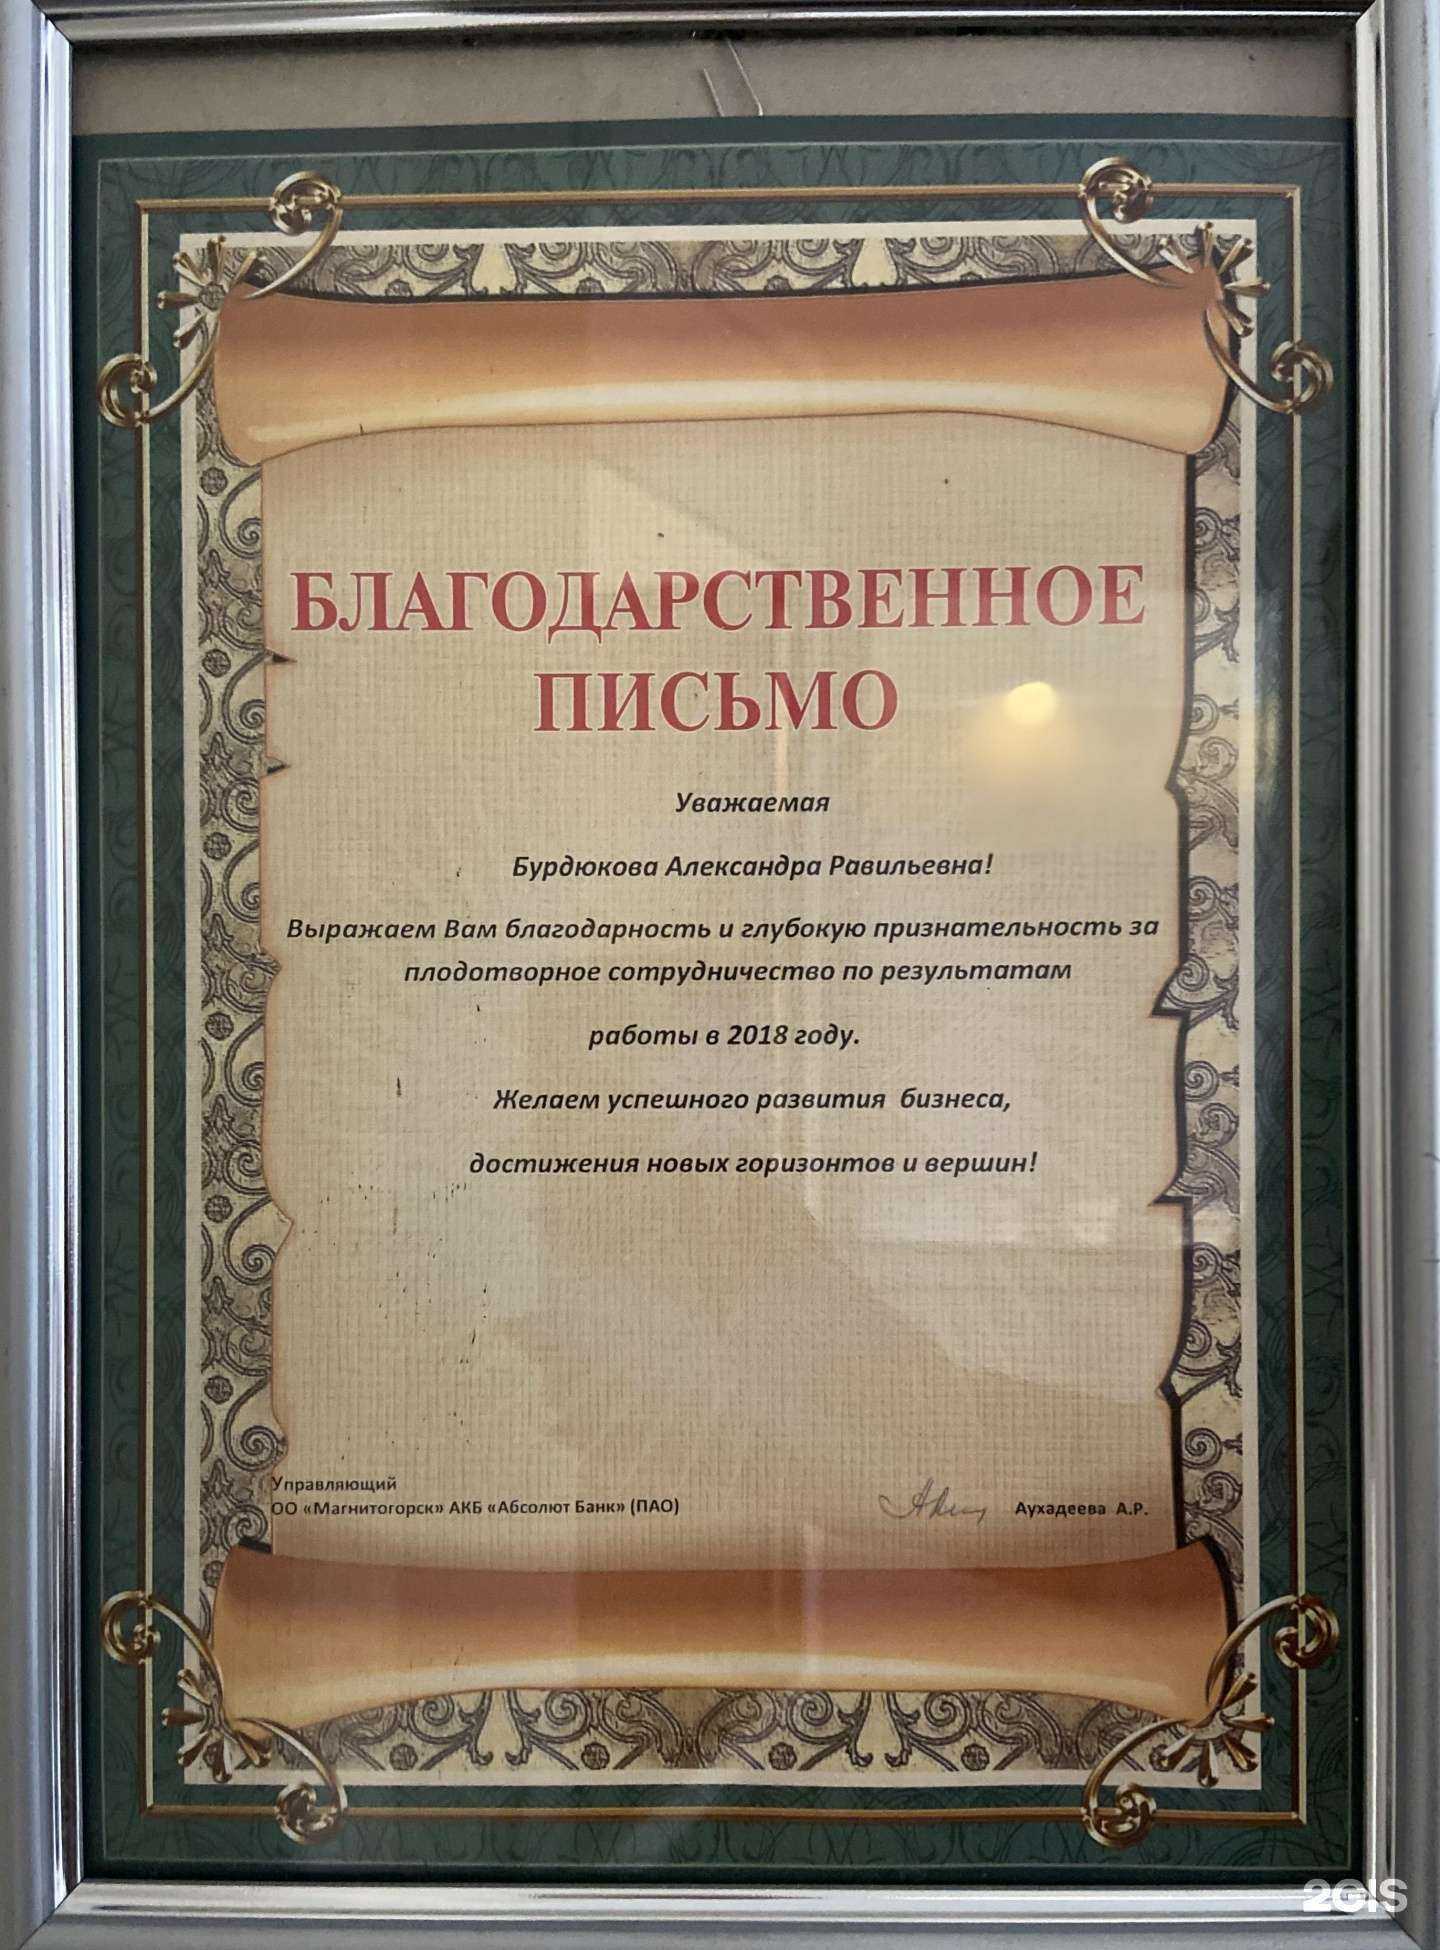 БЛАГОДАРСТВЕННОЕ
ПИСЬМО
Уважаемая
Бурдюкова Александра Равильевна!
Выражаем Вам благодарность и глубокую признательность за
плодотворное сотрудничество по результатам
работы в 2018 году.
Желаем успешного развития бизнеса,
достижения новых горизонтов и вершин!
Управляющий
ОО «Магнитогорск» АКБ «Абсолют Банк» (ПАО) Аухадеева А.Р.
2GIS